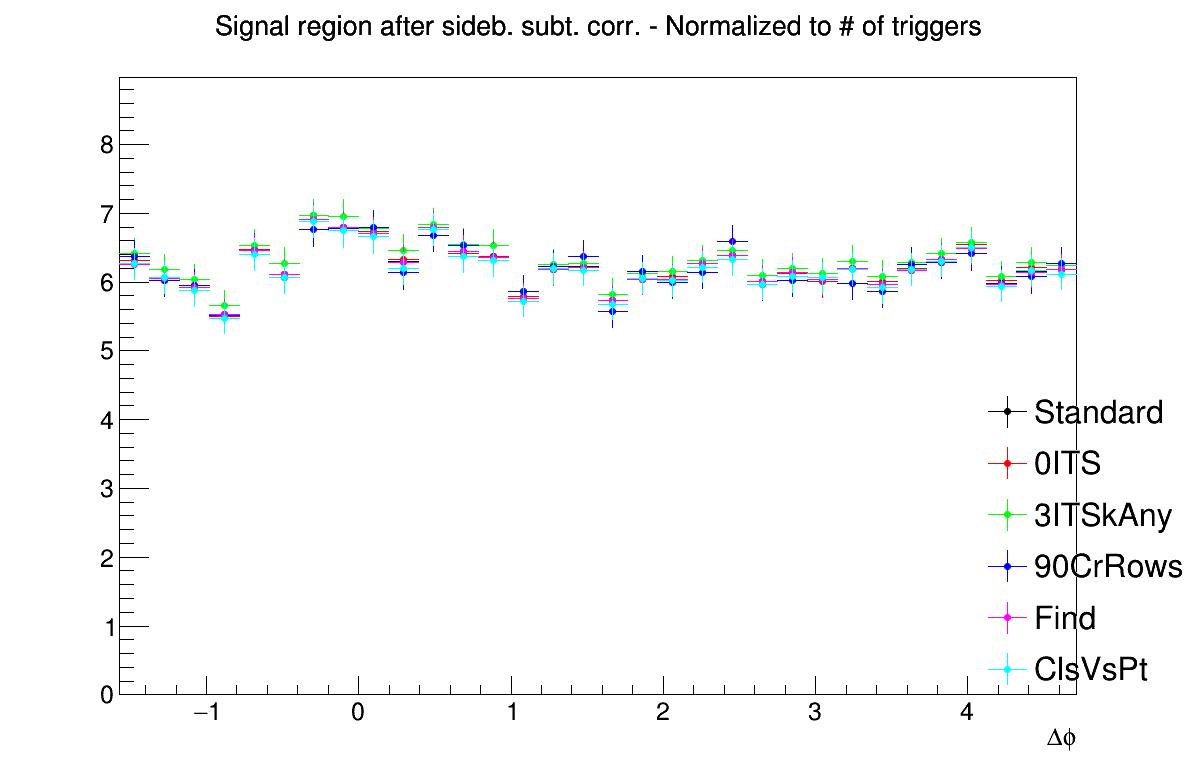 Signal region after sideb. subt. corr. - Normalized to # of triggers
8
7
6
5
4
3
2
1
0
−1
0
1
2
3
4
Δϕ
Standard
0ITS
3ITSkAny
90CrRows
Find
ClsVsPt